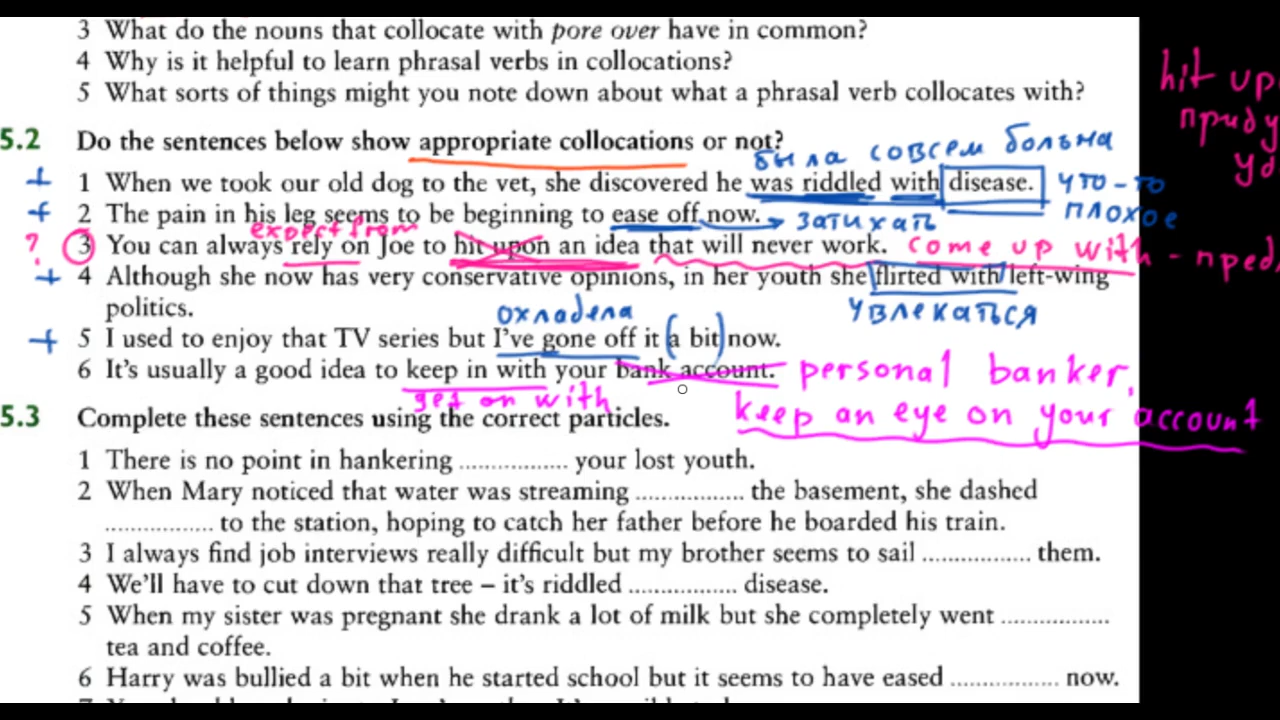 3 What do the nouns that collocate with pore over have in common?
4 Why is it helpful to learn phrasal verbs in collocations?
5 What sorts of things might you note down about what a phrasal verb collocates with?
hit up
приду
уд
5.2 Do the sentences below show appropriate collocations or not?
была совсем больна
+ 1 When we took our old dog to the vet, she discovered he was riddled with disease. что-то
плохое
+ 2 The pain in his leg seems to be beginning to ease off now. затихать
expect from
? 3 You can always rely on Joe to hit upon an idea that will never work. come up with - пред
+ 4 Although she now has very conservative opinions, in her youth she flirted with left-wing
politics.
увлекаться
охладела
+ 5 I used to enjoy that TV series but I've gone off it (a bit) now.
6 It's usually a good idea to keep in with your bank account. personal banker,
get on with
keep an eye on your account
5.3 Complete these sentences using the correct particles.
1 There is no point in hankering ................ your lost youth.
2 When Mary noticed that water was streaming ................ the basement, she dashed
................ to the station, hoping to catch her father before he boarded his train.
3 I always find job interviews really difficult but my brother seems to sail ................ them.
4 We'll have to cut down that tree – it's riddled ................ disease.
5 When my sister was pregnant she drank a lot of milk but she completely went ................
tea and coffee.
6 Harry was bullied a bit when he started school but it seems to have eased ................ now.